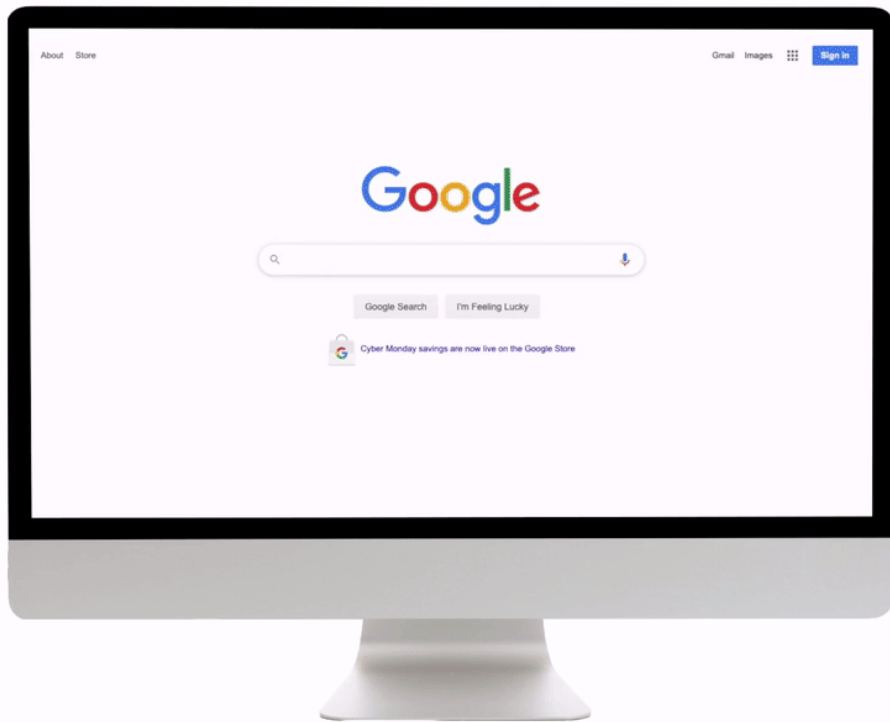 About Store
Gmail Images Sign in
Google
Google Search I'm Feeling Lucky
G Cyber Monday savings are now live on the Google Store